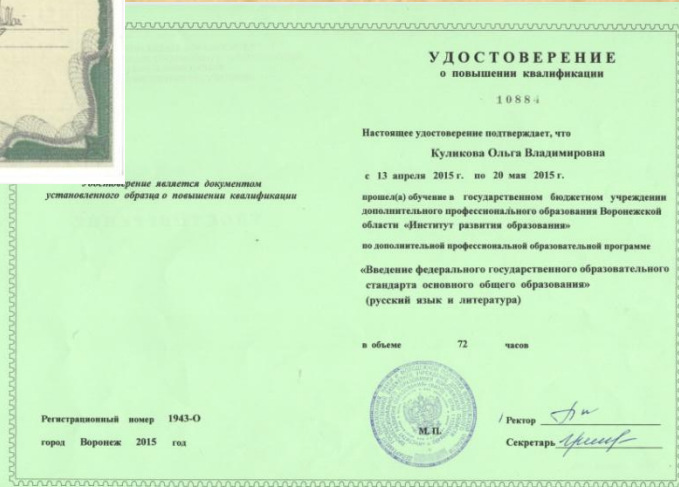 Удостоверение является документом
установленного образца о повышении квалификации
Регистрационный номер 1943-О
город Воронеж 2015 год
УДОСТОВЕРЕНИЕ
о повышении квалификации
10884
Настоящее удостоверение подтверждает, что
Куликова Ольга Владимировна
с 13 апреля 2015 г. по 20 мая 2015 г.
прошел(а) обучение в государственном бюджетном учреждении
дополнительного профессионального образования Воронежской
области «Институт развития образования»
по дополнительной профессиональной образовательной программе
«Введение федерального государственного образовательного
стандарта основного общего образования»
(русский язык и литература)
в объеме 72 часов
М. П.
Ректор
Секретарь